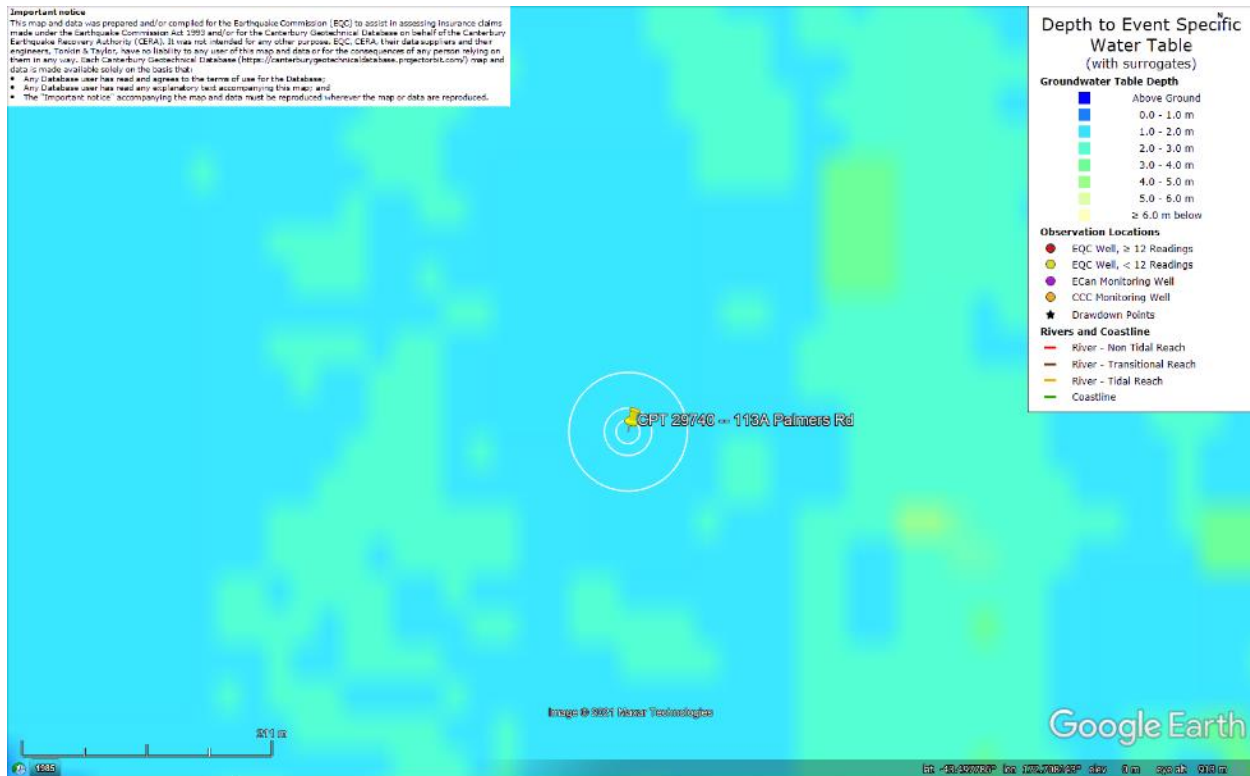 Important notice
This map and data was prepared and/or compiled for the Earthquake Commission (EQC) to assist in assessing insurance claims
made under the Earthquake Commission Act 1993 and/or for the Canterbury Geotechnical Database on behalf of the Canterbury
Earthquake Recovery Authority (CERA). It was not intended for any other purpose. EQC, CERA, their data suppliers and their
engineers, Tonkin & Taylor, have no liability to any user of this map and data or for the consequences of any person relying on
them in any way. Each Canterbury Geotechnical Database (https://canterburygeotechnicaldatabase.projectorbit.com/) map and
data is made available solely on the basis that:
• Any Database user has read and agrees to the terms of use for the Database;
• Any Database user has read any explanatory text accompanying this map; and
• The "Important notice" accompanying the map and data must be reproduced wherever the map or data are reproduced.
N
Depth to Event Specific
Water Table
(with surrogates)
Groundwater Table Depth
Above Ground
0.0 - 1.0 m
1.0 - 2.0 m
2.0 - 3.0 m
3.0 - 4.0 m
4.0 - 5.0 m
5.0 - 6.0 m
≥ 6.0 m below
Observation Locations
EQC Well, ≥ 12 Readings
EQC Well, < 12 Readings
ECan Monitoring Well
CCC Monitoring Well
Drawdown Points
Rivers and Coastline
River - Non Tidal Reach
River - Transitional Reach
River - Tidal Reach
Coastline
CPT 29740 -- 113A Palmers Rd
Image © 2021 Maxar Technologies
211 m
Google Earth
1985
lat lon elev 0 m eye alt 913 m